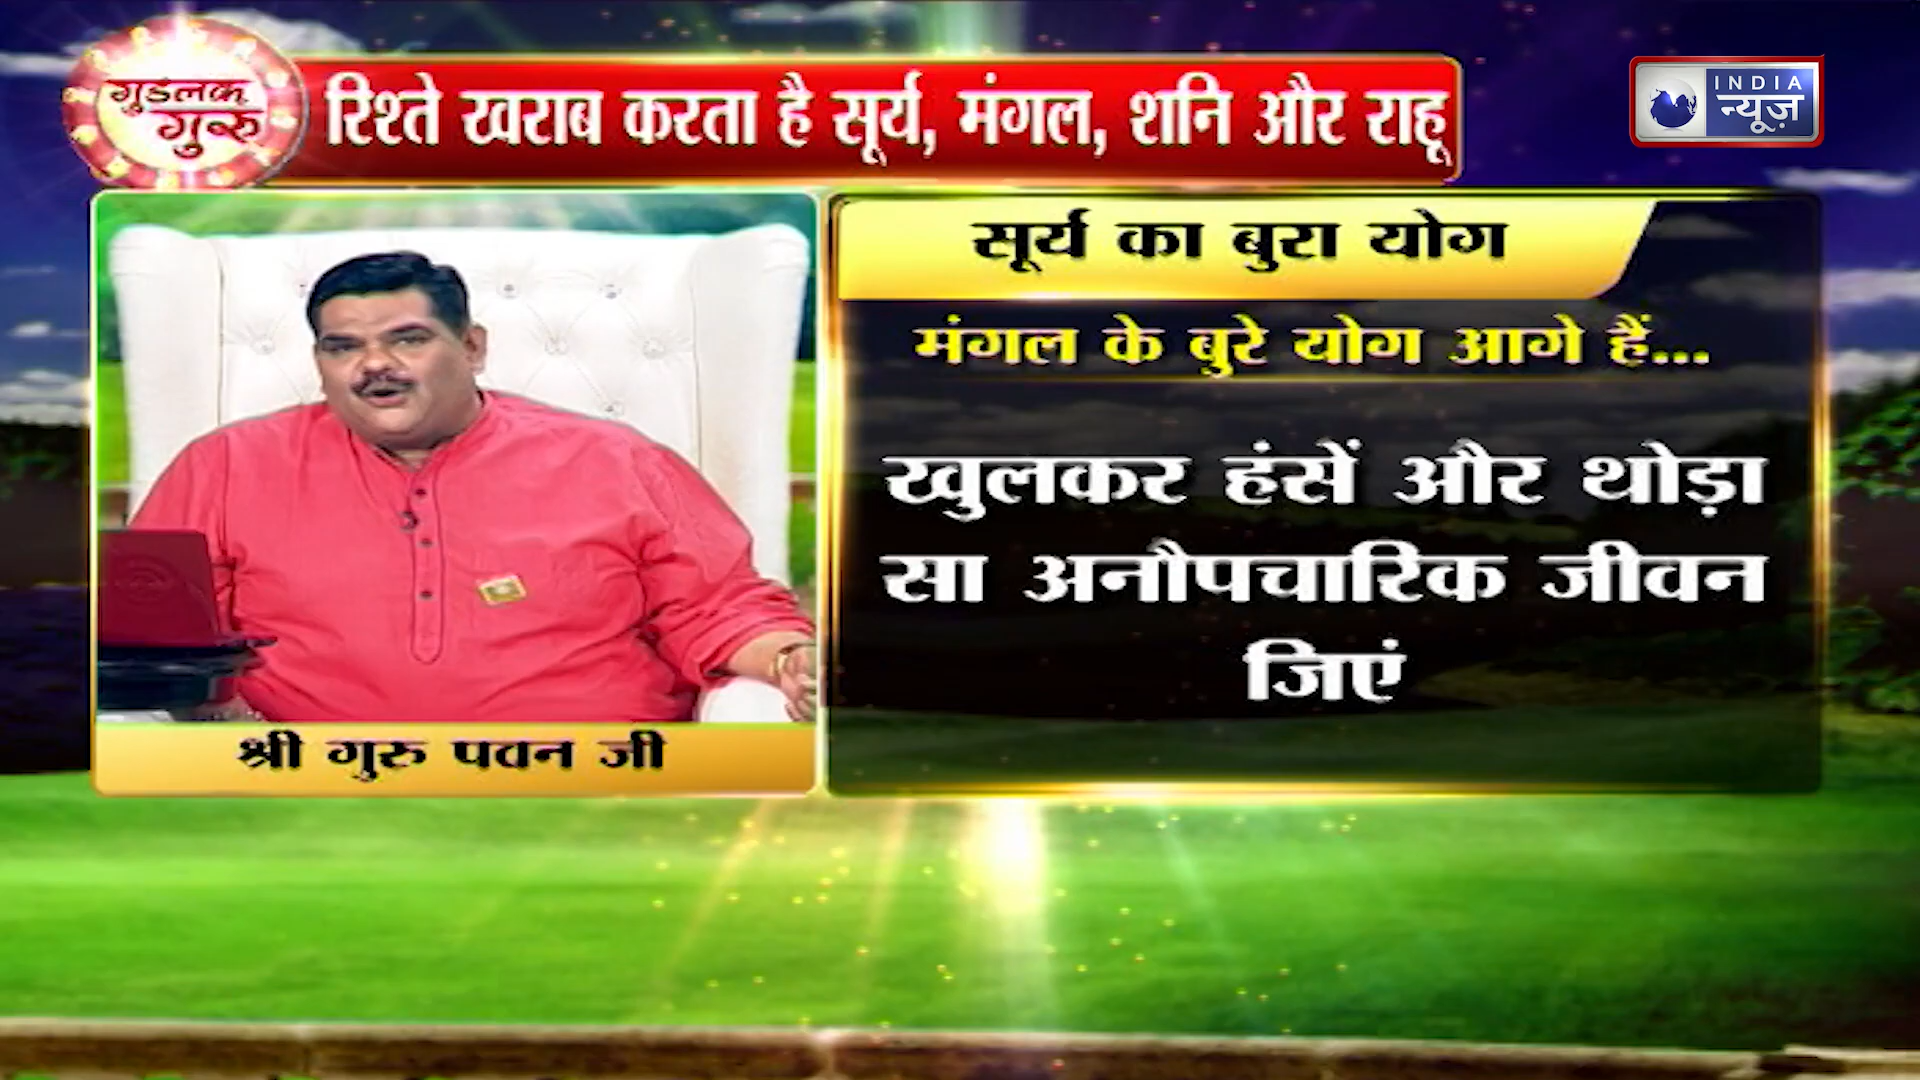 गुडलक
गुरु
रिश्ते खराब करता है सूर्य, मंगल, शनि और राहू
INDIA
न्यूज़
सूर्य का बुरा योग
मंगल के बुरे योग आगे हैं...
खुलकर हंसें और थोड़ा
सा अनौपचारिक जीवन
जिएं
श्री गुरु पवन जी